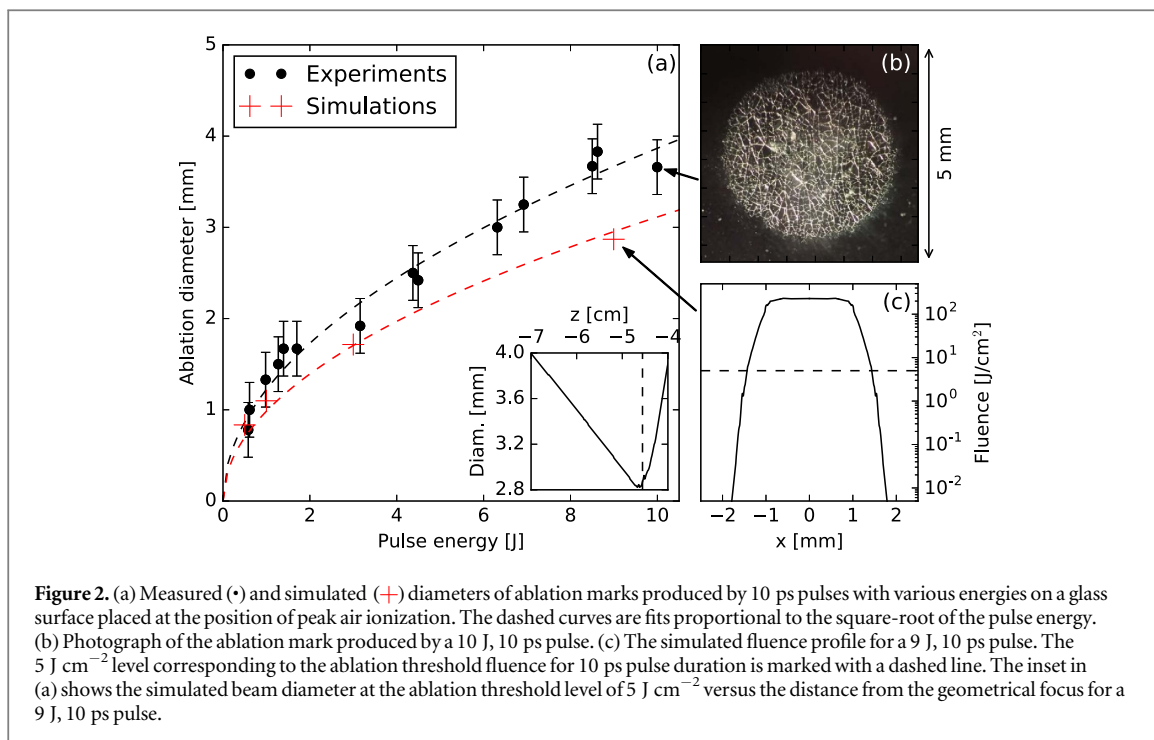 5
4
3
2
1
0
Ablation diameter [mm]
Experiments
Simulations
(a)
0 2 4 6 8 10
Pulse energy [J]
z [cm]
−7 −6 −5 −4
4.0
3.6
3.2
2.8
Diam. [mm]
(b)
5 mm
(c)
10²
10¹
10⁰
10⁻¹
10⁻²
Fluence [J/cm²]
−2 −1 0 1 2
x [mm]
Figure 2. (a) Measured (•) and simulated (+) diameters of ablation marks produced by 10 ps pulses with various energies on a glass
surface placed at the position of peak air ionization. The dashed curves are fits proportional to the square-root of the pulse energy.
(b) Photograph of the ablation mark produced by a 10 J, 10 ps pulse. (c) The simulated fluence profile for a 9 J, 10 ps pulse. The
5 J cm⁻² level corresponding to the ablation threshold fluence for 10 ps pulse duration is marked with a dashed line. The inset in
(a) shows the simulated beam diameter at the ablation threshold level of 5 J cm⁻² versus the distance from the geometrical focus for a
9 J, 10 ps pulse.